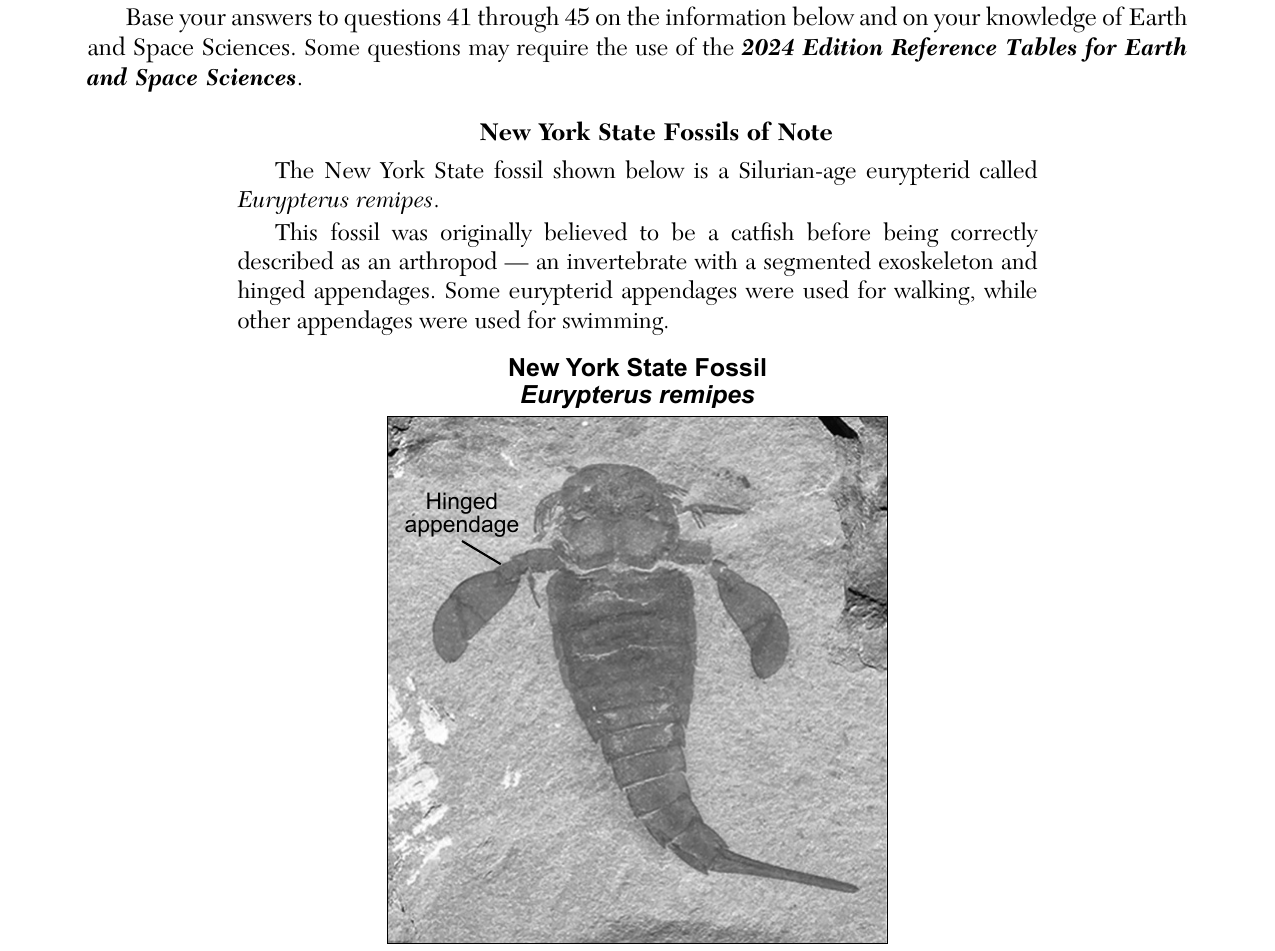 Base your answers to questions 41 through 45 on the information below and on your knowledge of Earth
and Space Sciences. Some questions may require the use of the 2024 Edition Reference Tables for Earth
and Space Sciences.
New York State Fossils of Note
The New York State fossil shown below is a Silurian-age eurypterid called
Eurypterus remipes.
This fossil was originally believed to be a catfish before being correctly
described as an arthropod — an invertebrate with a segmented exoskeleton and
hinged appendages. Some eurypterid appendages were used for walking, while
other appendages were used for swimming.
New York State Fossil
Eurypterus remipes
Hinged
appendage